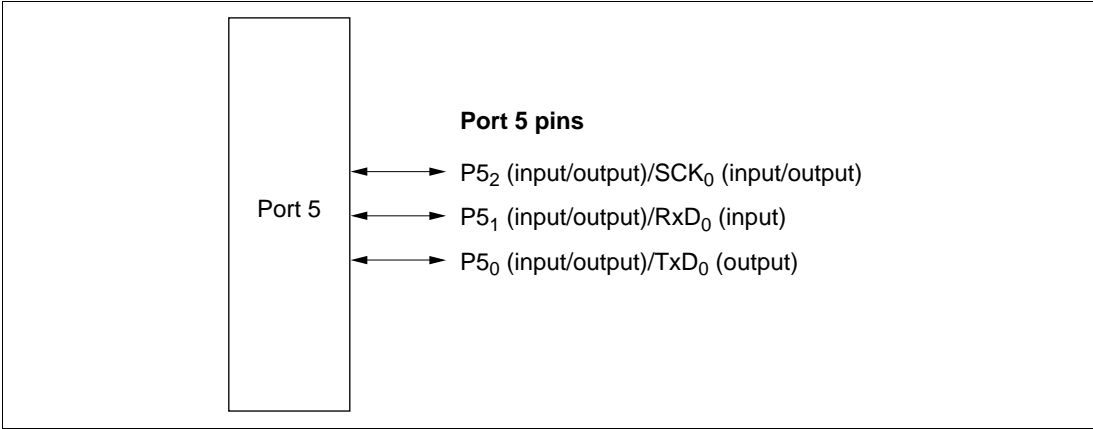 Port 5 pins
P5₂ (input/output)/SCK₀ (input/output)
Port 5
P5₁ (input/output)/RxD₀ (input)
P5₀ (input/output)/TxD₀ (output)